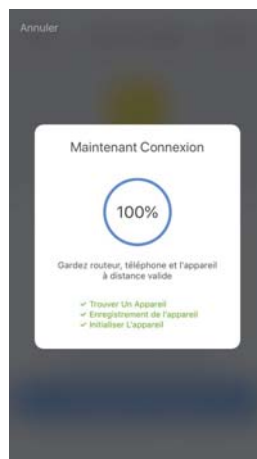 Annuler
Maintenant Connexion
100%
Gardez routeur, téléphone et l'appareil
à distance valide
✓ Trouver Un Appareil
✓ Enregistrement de l'appareil
✓ Initialiser L'appareil